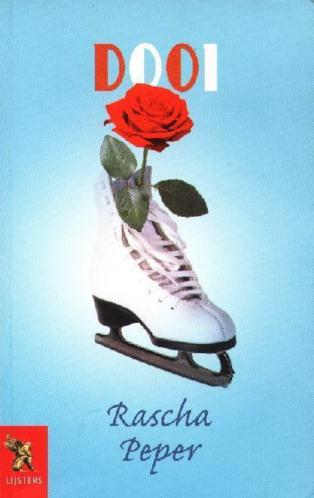 DOOI
Rascha
Peper
LIJSTERS